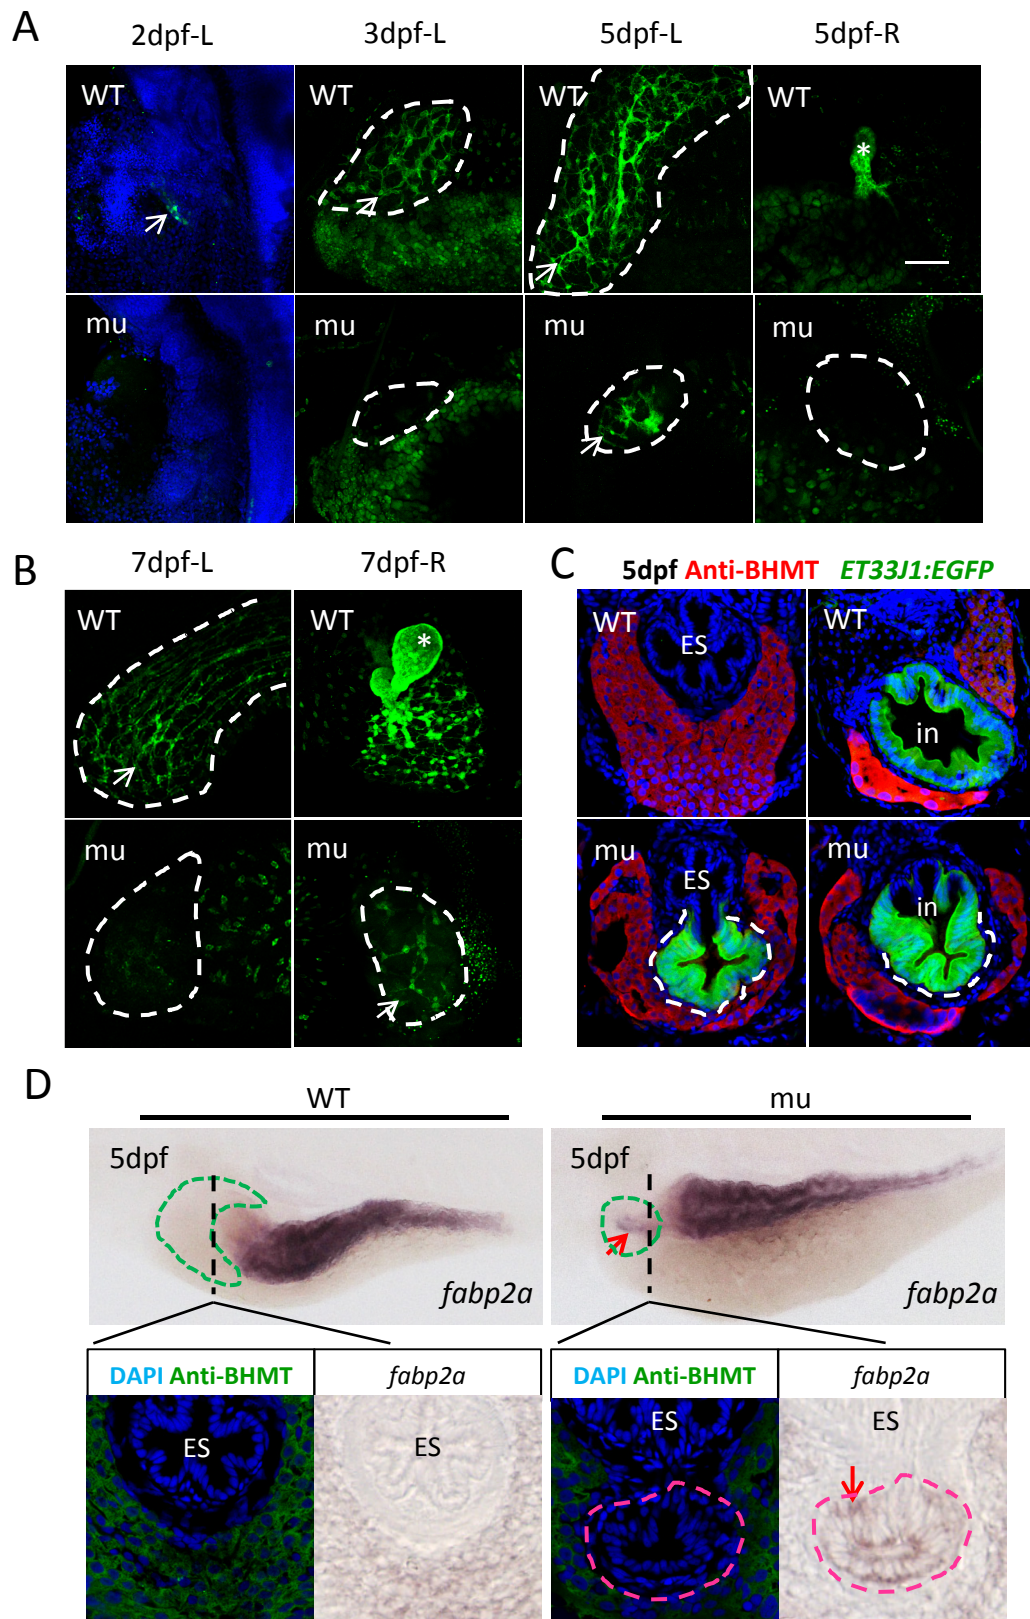 A
2dpf-L 3dpf-L 5dpf-L 5dpf-R
WT WT WT WT
*
mu mu mu mu
B
7dpf-L 7dpf-R
WT WT
*
mu mu
C
5dpf Anti-BHMT ET33J1:EGFP
WT WT
ES
in
mu mu
ES
in
D
WT mu
5dpf 5dpf
fabp2a fabp2a
DAPI Anti-BHMT fabp2a DAPI Anti-BHMT fabp2a
ES ES ES ES